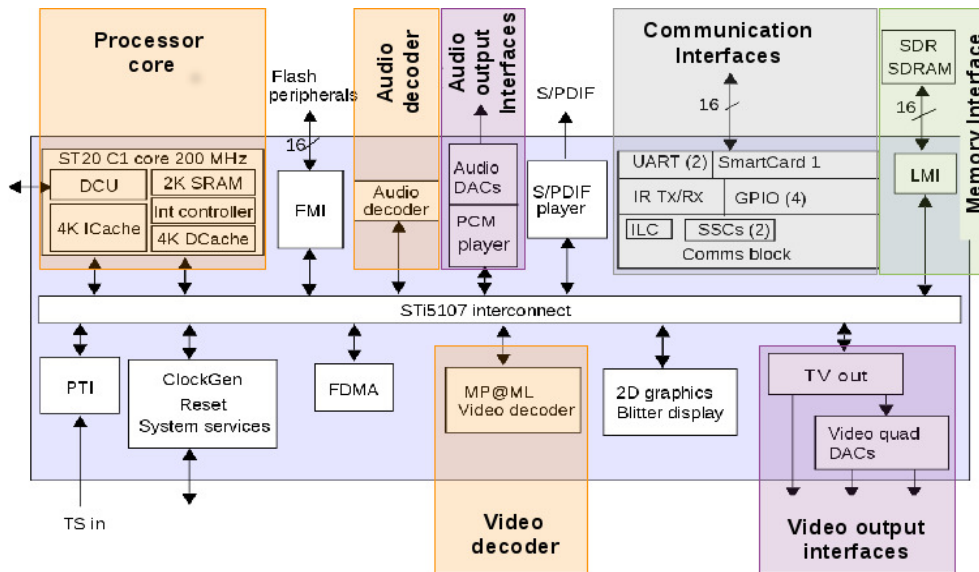 Processor
core
Flash
peripherals
16
Audio
decoder
Audio
output
Interfaces
S/PDIF
Communication
Interfaces
16
SDR
SDRAM
16
Memory Interface
ST20 C1 core 200 MHz
DCU
2K SRAM
Int controller
4K ICache
4K DCache
FMI
Audio
decoder
Audio
DACs
PCM
player
S/PDIF
player
UART (2)
SmartCard 1
IR Tx/Rx
GPIO (4)
ILC
SSCs (2)
Comms block
LMI
STi5107 interconnect
PTI
ClockGen
Reset
System services
FDMA
MP@ML
Video decoder
2D graphics
Blitter display
TV out
Video quad
DACs
TS in
Video
decoder
Video output
interfaces